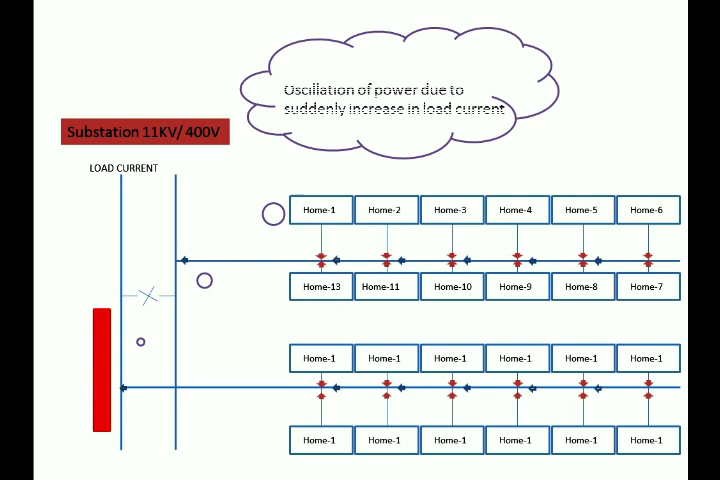 Oscillation of power due to
suddenly increase in load current
Substation 11KV/ 400V
LOAD CURRENT
Home-1 Home-2 Home-3 Home-4 Home-5 Home-6
Home-13 Home-11 Home-10 Home-9 Home-8 Home-7
Home-1 Home-1 Home-1 Home-1 Home-1 Home-1
Home-1 Home-1 Home-1 Home-1 Home-1 Home-1